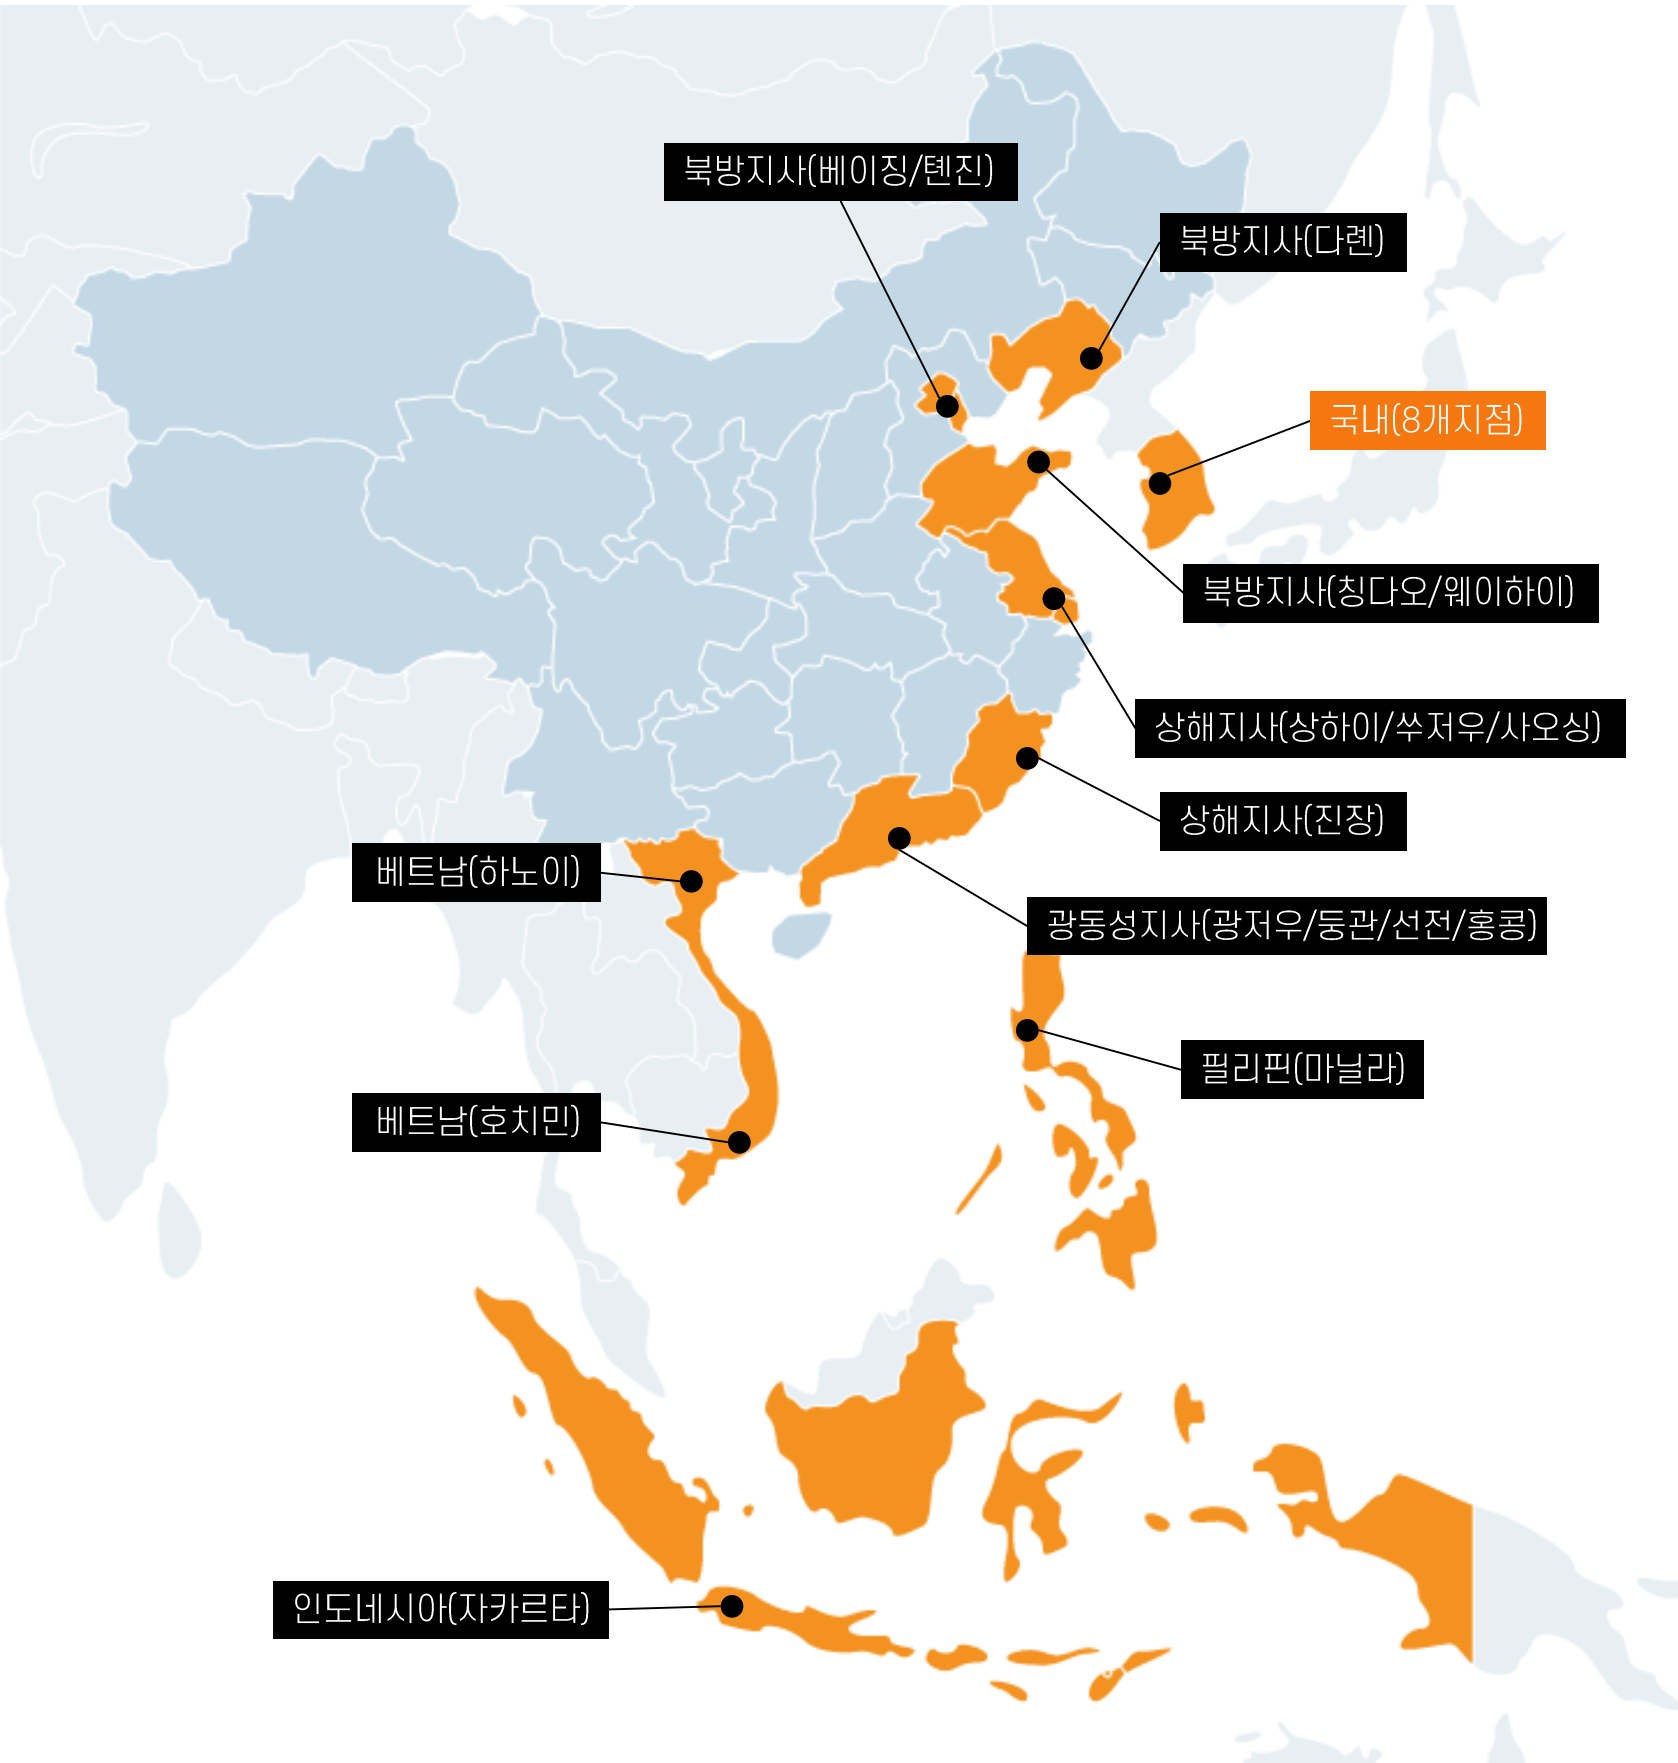 북방지사(베이징/톈진)
북방지사(다롄)
국내(8개지점)
북방지사(칭다오/웨이하이)
상해지사(상하이/쑤저우/사오싱)
상해지사(진장)
베트남(하노이)
광동성지사(광저우/둥관/선전/홍콩)
필리핀(마닐라)
베트남(호치민)
인도네시아(자카르타)